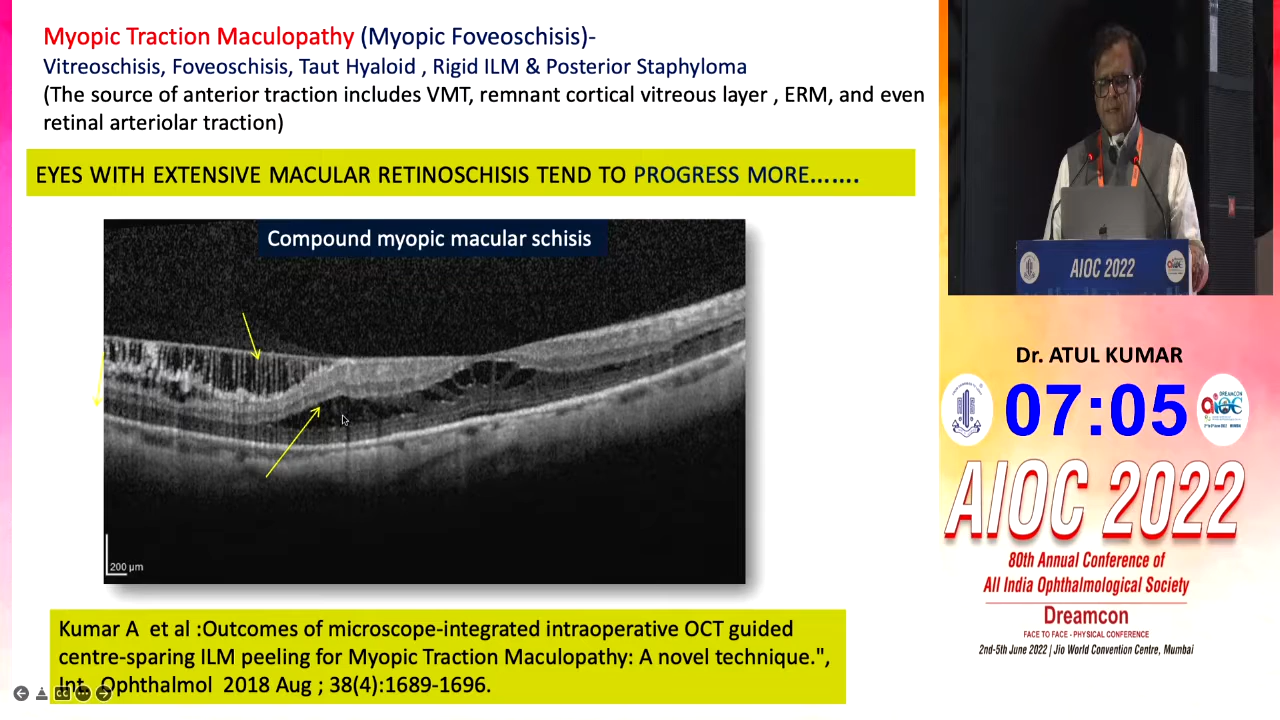 Myopic Traction Maculopathy (Myopic Foveoschisis)-
Vitreoschisis, Foveoschisis, Taut Hyaloid , Rigid ILM & Posterior Staphyloma
(The source of anterior traction includes VMT, remnant cortical vitreous layer , ERM, and even
retinal arteriolar traction)
EYES WITH EXTENSIVE MACULAR RETINOSCHISIS TEND TO PROGRESS MORE.......
Compound myopic macular schisis
200 µm
Kumar A et al :Outcomes of microscope-integrated intraoperative OCT guided
centre-sparing ILM peeling for Myopic Traction Maculopathy: A novel technique.",
Int. Ophthalmol 2018 Aug ; 38(4):1689-1696.
CC
AIOC 2022
Dr. ATUL KUMAR
07:05
DREAMCON
AIOC 2022
80th Annual Conference of
All India Ophthalmological Society
Dreamcon
FACE TO FACE - PHYSICAL CONFERENCE
2nd-5th June 2022 | Jio World Convention Centre, Mumbai